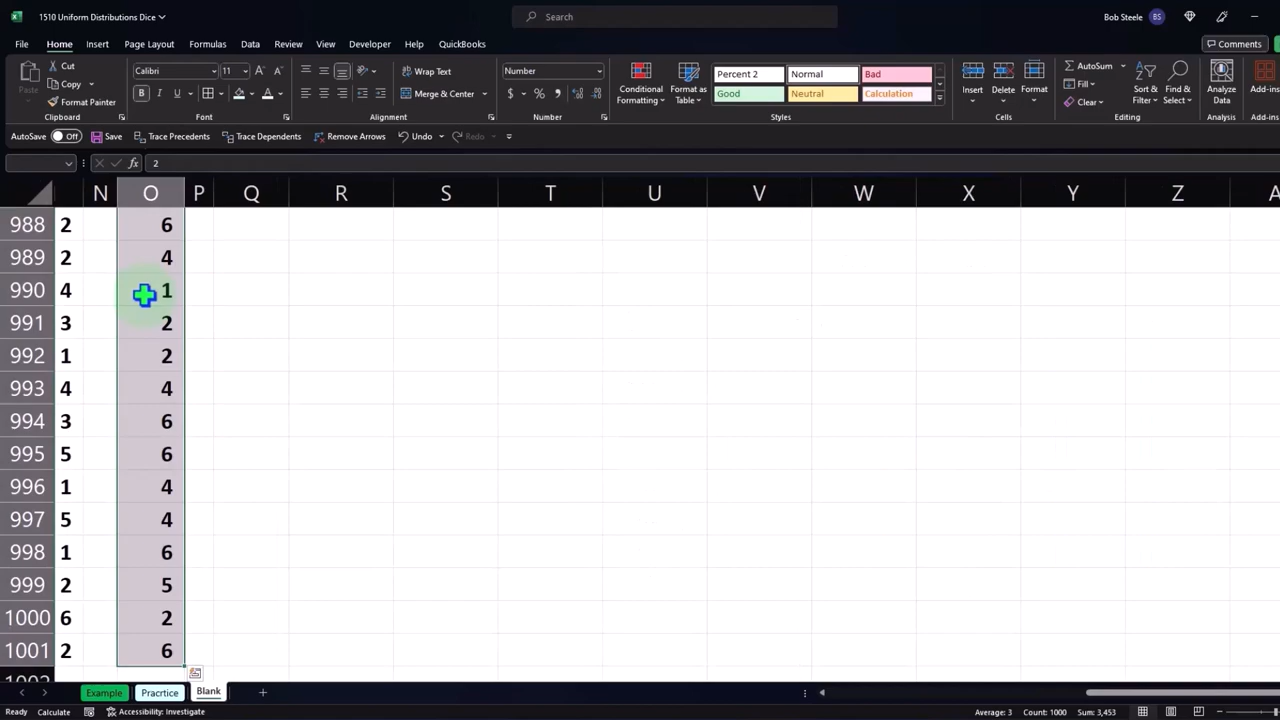 1510 Uniform Distributions Dice
Search
Bob Steele
BS
File Home Insert Page Layout Formulas Data Review View Developer Help QuickBooks
Comments
Paste
Cut
Copy
Format Painter
Clipboard
Calibri
11
B I U
Font
Wrap Text
Merge & Center
Alignment
Number
$ % 9
Number
Conditional Formatting
Format as Table
Percent 2 Normal Bad
Good Neutral Calculation
Styles
Insert
Delete
Format
Cells
AutoSum
Fill
Clear
Sort & Filter
Find & Select
Editing
Analyze Data
Analysis
Add-ins
Add-ins
AutoSave Off Save Trace Precedents Trace Dependents Remove Arrows Undo Redo
fx 2
N O P Q R S T U V W X Y Z A
988 2 6
989 2 4
990 4 1
991 3 2
992 1 2
993 4 4
994 3 6
995 5 6
996 1 4
997 5 4
998 1 6
999 2 5
1000 6 2
1001 2 6
Example Pracrtice Blank
Ready Calculate Accessibility: Investigate Average: 3 Count: 1000 Sum: 3,453